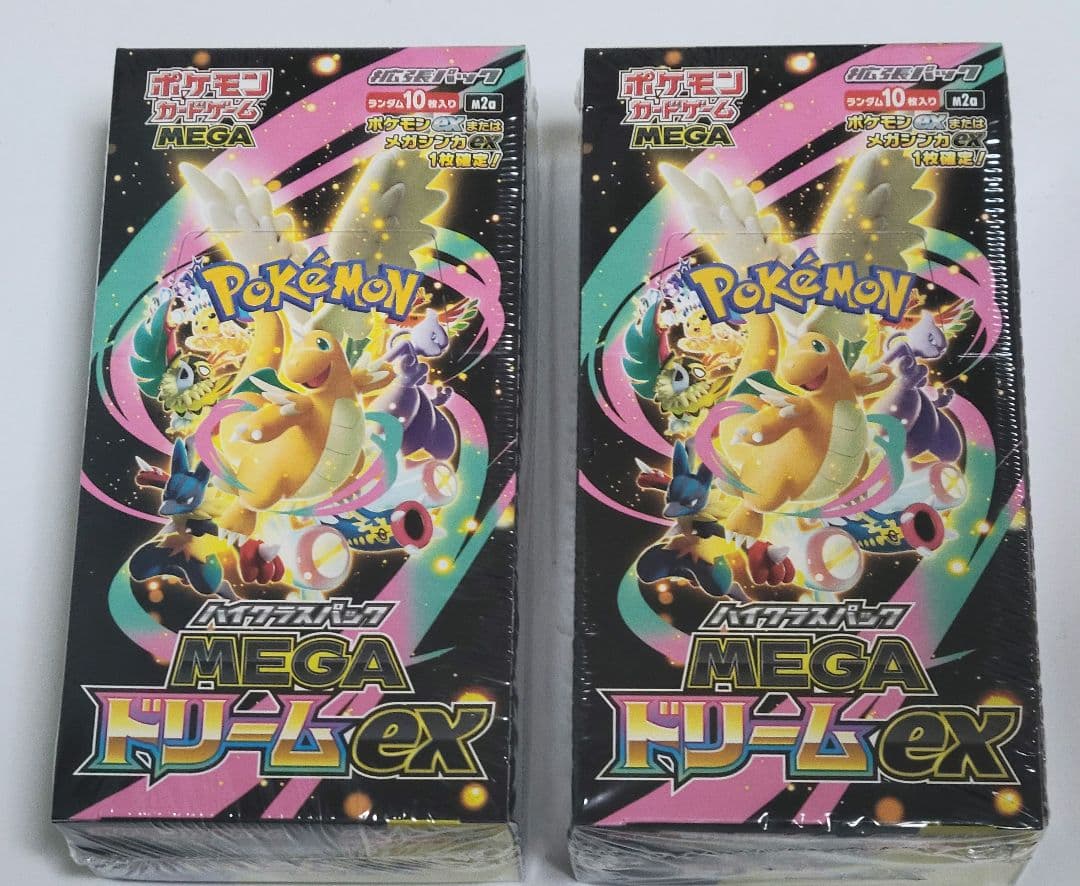 ポケモン
カードゲーム
MEGA
拡張パック
ランダム10枚入り M2a
ポケモンexまたは
メガシンカex
1枚確定!
POKÉMON
ハイクラスパック
MEGA
ドリームex
ポケモン
カードゲーム
MEGA
拡張パック
ランダム10枚入り M2a
ポケモンexまたは
メガシンカex
1枚確定!
POKÉMON
ハイクラスパック
MEGA
ドリームex